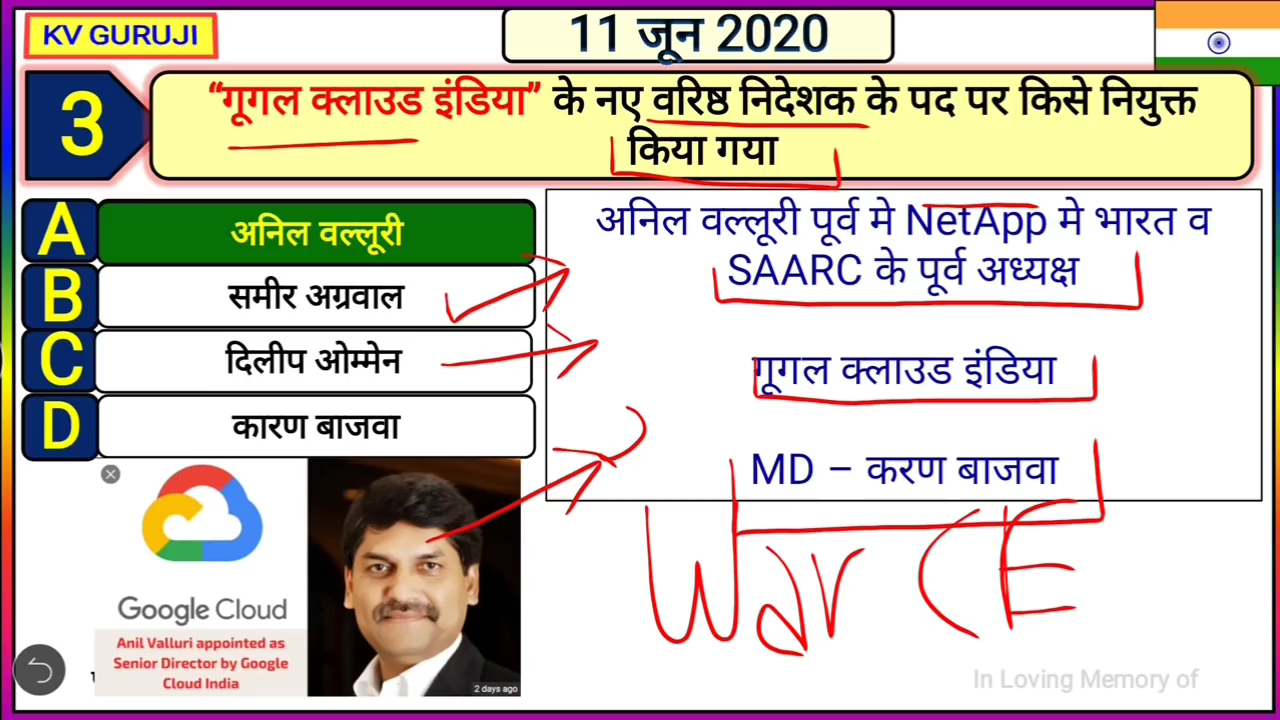 KV GURUJI
11 जून 2020
3
“गूगल क्लाउड इंडिया” के नए वरिष्ठ निदेशक के पद पर किसे नियुक्त
किया गया
A अनिल वल्लूरी
B समीर अग्रवाल
C दिलीप ओम्मेन
D कारण बाजवा
अनिल वल्लूरी पूर्व मे NetApp मे भारत व
SAARC के पूर्व अध्यक्ष
गूगल क्लाउड इंडिया
MD – करण बाजवा
Google Cloud
Anil Valluri appointed as
Senior Director by Google
Cloud India
2 days ago
In Loving Memory of